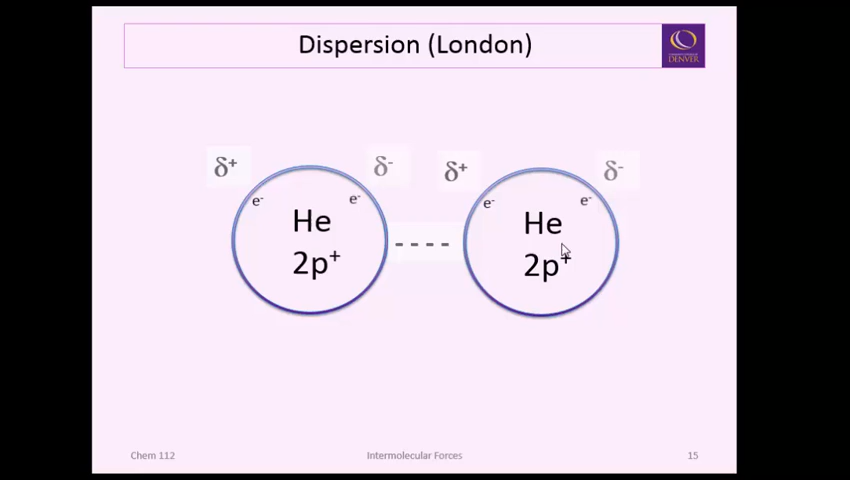 Dispersion (London)
DENVER
δ+ δ- δ+ δ-
e- e- e- e-
He He
2p+ 2p+
- - - -
Chem 112 Intermolecular Forces 15